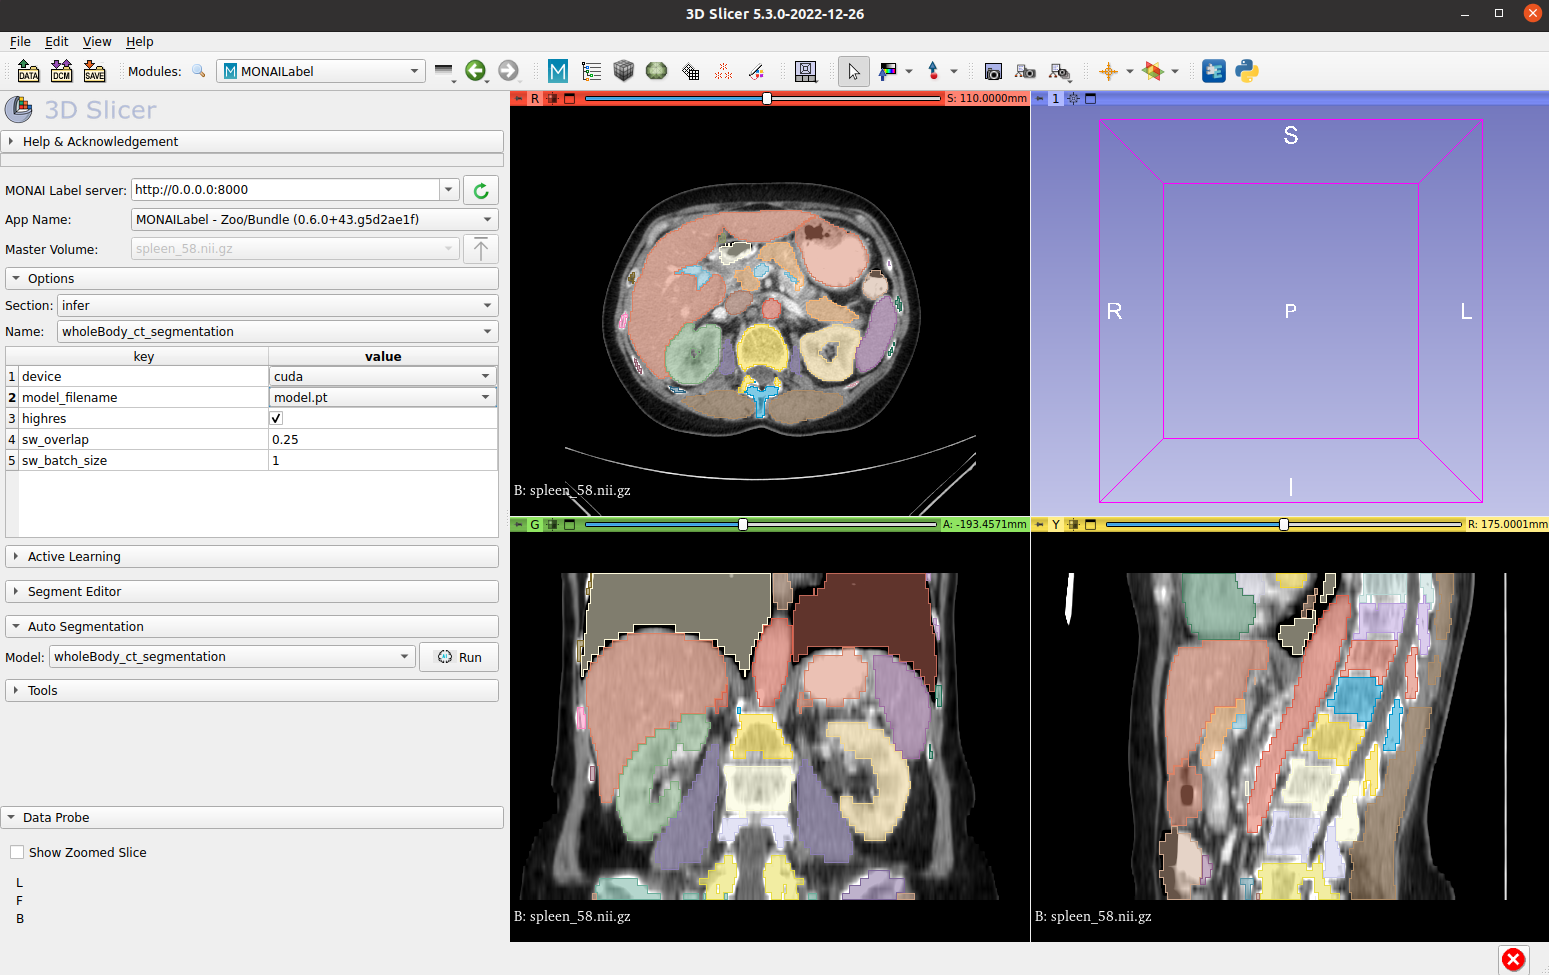 3D Slicer 5.3.0-2022-12-26
File Edit View Help
DATA DCM SAVE Modules: MONAILabel
3D Slicer
Help & Acknowledgement
MONAI Label server: http://0.0.0.0:8000
App Name: MONAILabel - Zoo/Bundle (0.6.0+43.g5d2ae1f)
Master Volume: spleen_58.nii.gz
Options
Section: infer
Name: wholeBody_ct_segmentation
key value
1 device cuda
2 model_filename model.pt
3 highres
4 sw_overlap 0.25
5 sw_batch_size 1
Active Learning
Segment Editor
Auto Segmentation
Model: wholeBody_ct_segmentation Run
Tools
Data Probe
Show Zoomed Slice
L
F
B
R S: 110.0000mm
B: spleen_58.nii.gz
1
S
R P L
I
G A: -193.4571mm
B: spleen_58.nii.gz
Y R: 175.0001mm
B: spleen_58.nii.gz